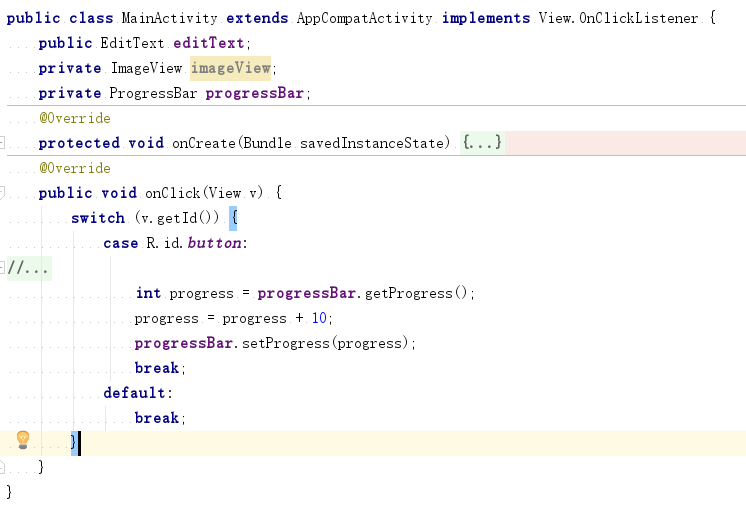 public class MainActivity extends AppCompatActivity implements View.OnClickListener {
public EditText editText;
private ImageView imageView;
private ProgressBar progressBar;
@Override
protected void onCreate(Bundle savedInstanceState) {...}
@Override
public void onClick(View v) {
switch (v.getId()) {
case R.id.button:
//...
int progress = progressBar.getProgress();
progress = progress + 10;
progressBar.setProgress(progress);
break;
default:
break;
}
}
}